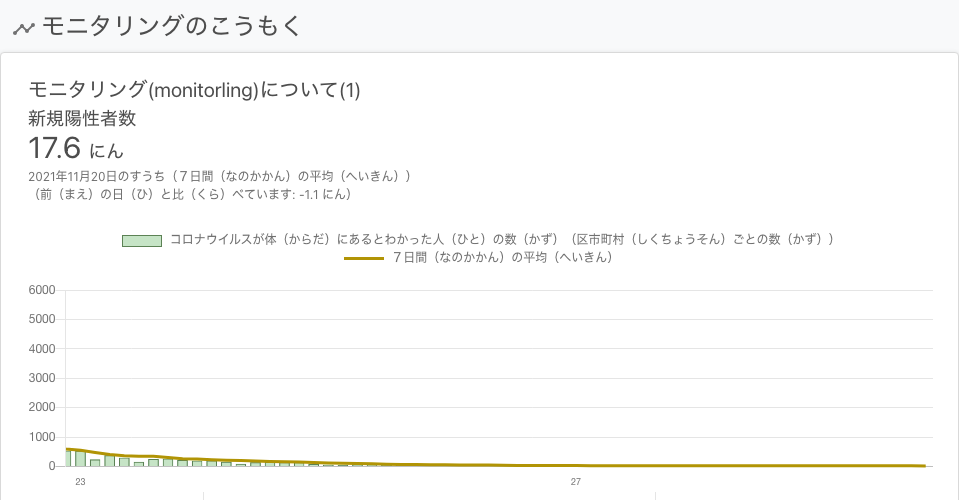 モニタリングのこうもく
モニタリング(monitorling)について(1)
新規陽性者数
17.6 にん
2021年11月20日のすうち（７日間（なのかかん）の平均（へいきん））
（前（まえ）の日（ひ）と比（くら）べています: -1.1 にん）
コロナウイルスが体（からだ）にあるとわかった人（ひと）の数（かず）（区市町村（しくちょうそん）ごとの数（かず））
７日間（なのかかん）の平均（へいきん）
6000
5000
4000
3000
2000
1000
0
23 27